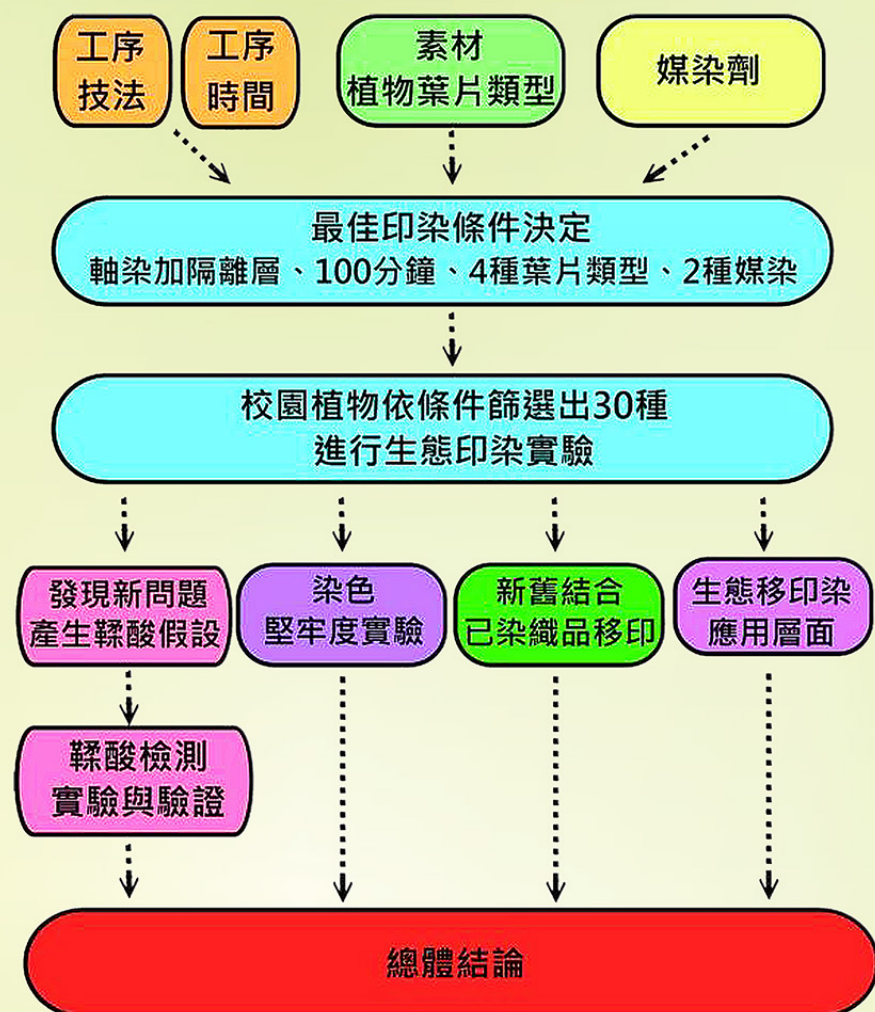 工序
技法
工序
時間
素材
植物葉片類型
媒染劑
最佳印染條件決定
軸染加隔離層、100分鐘、4種葉片類型、2種媒染
校園植物依條件篩選出30種
進行生態印染實驗
發現新問題
產生鞣酸假設
染色
堅牢度實驗
新舊結合
已染織品移印
生態移印染
應用層面
鞣酸檢測
實驗與驗證
總體結論